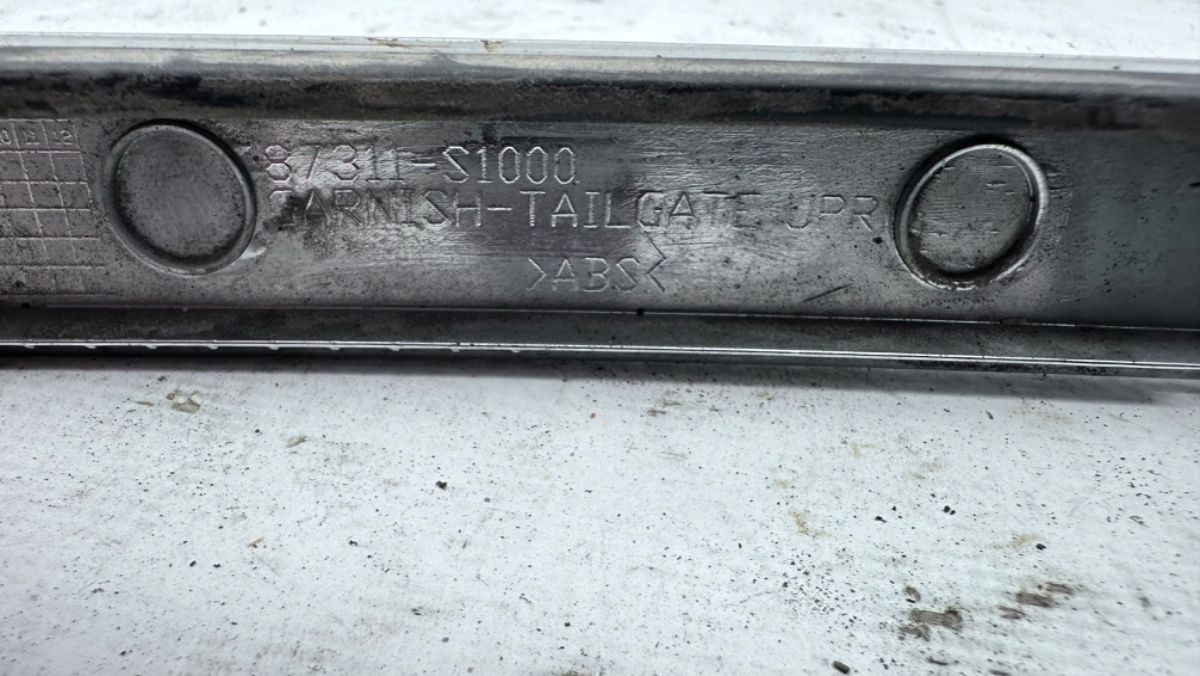 87311-S1000
GARNISH-TAILGATE UPR
>ABS<